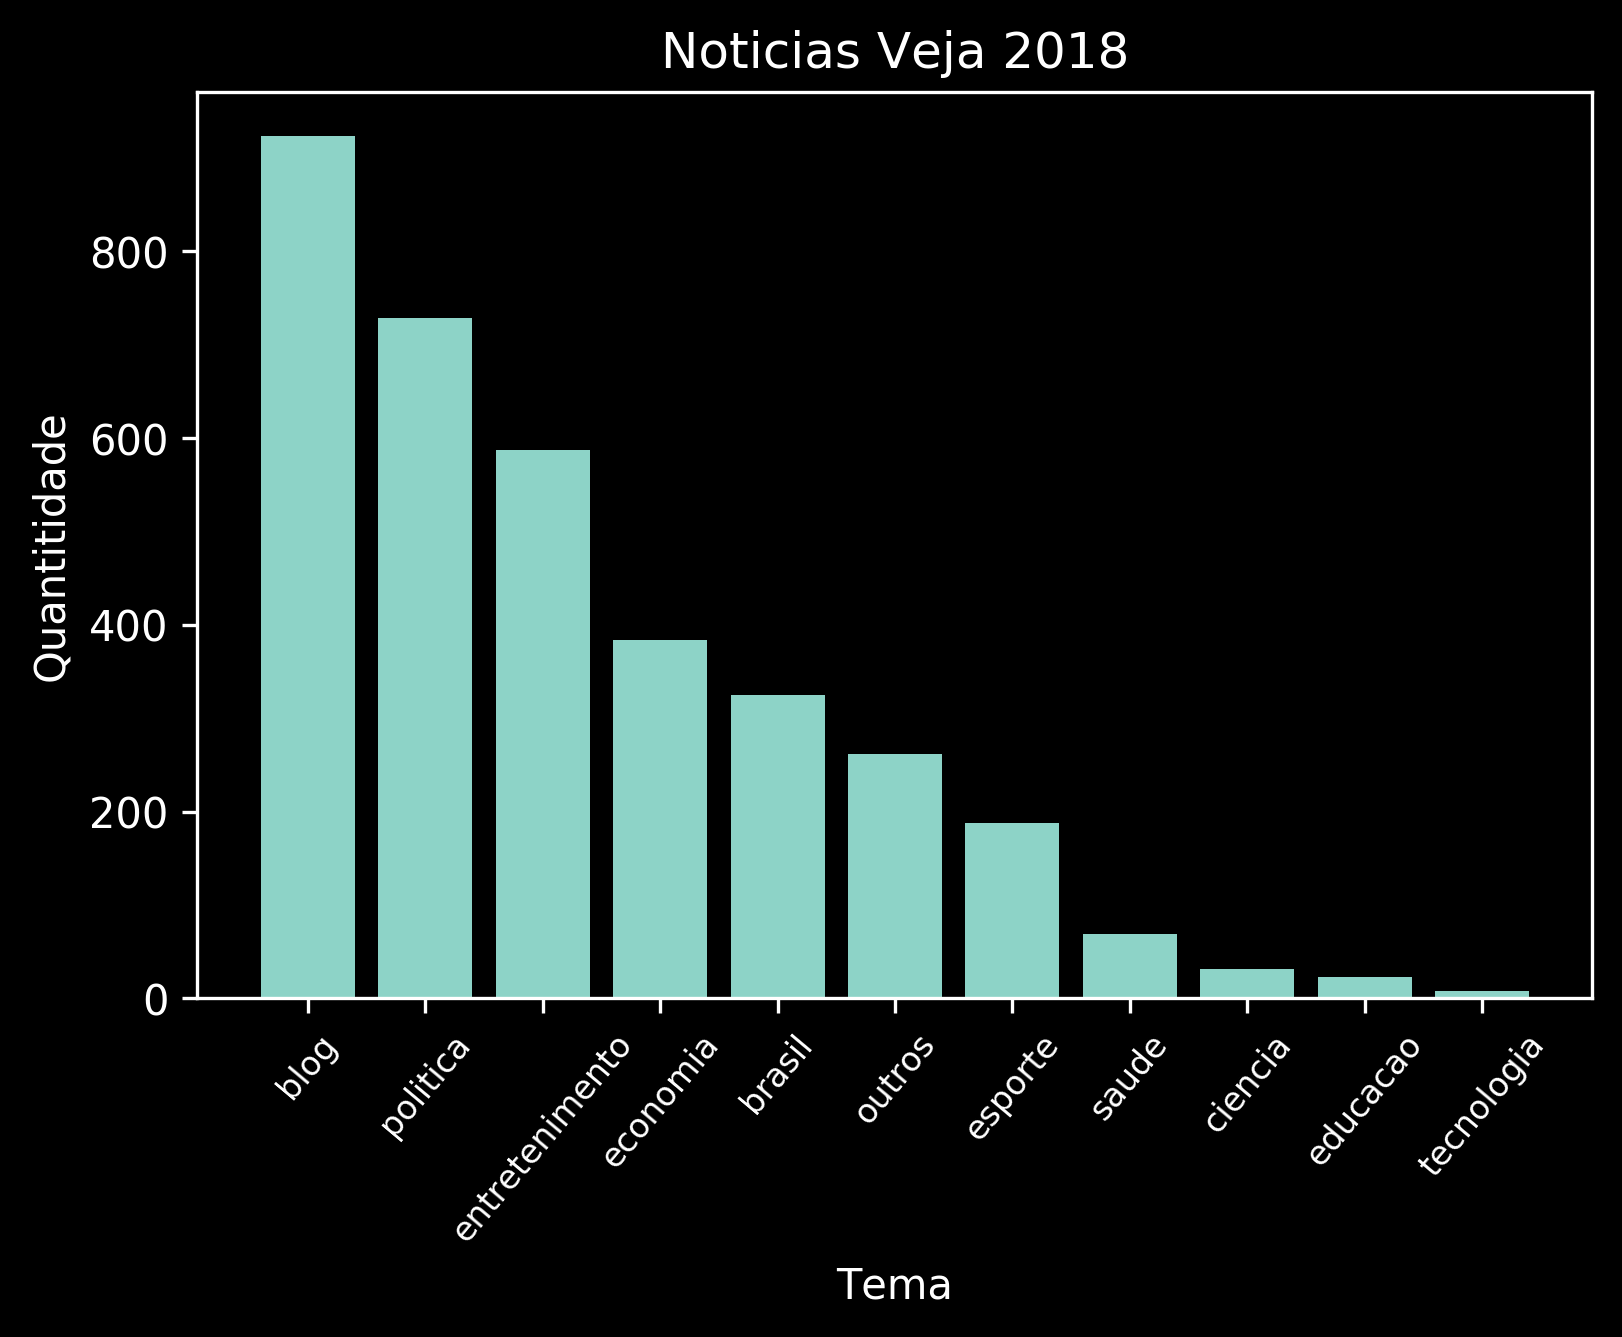 Noticias Veja 2018
Quantitidade
800
600
400
200
0
blog
politica
entretenimento
economia
brasil
outros
esporte
saude
ciencia
educacao
tecnologia
Tema